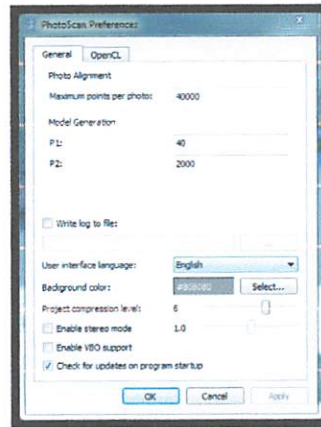 PhotoScan Preferences
General OpenCL
Photo Alignment
Maximum points per photo: 40000
Model Generation
P1: 40
P2: 2000
Write log to file:
User interface language: English
Background color: #808080 Select...
Project compression level: 6
Enable stereo mode 1.0
Enable VBO support
Check for updates on program startup
OK Cancel Apply